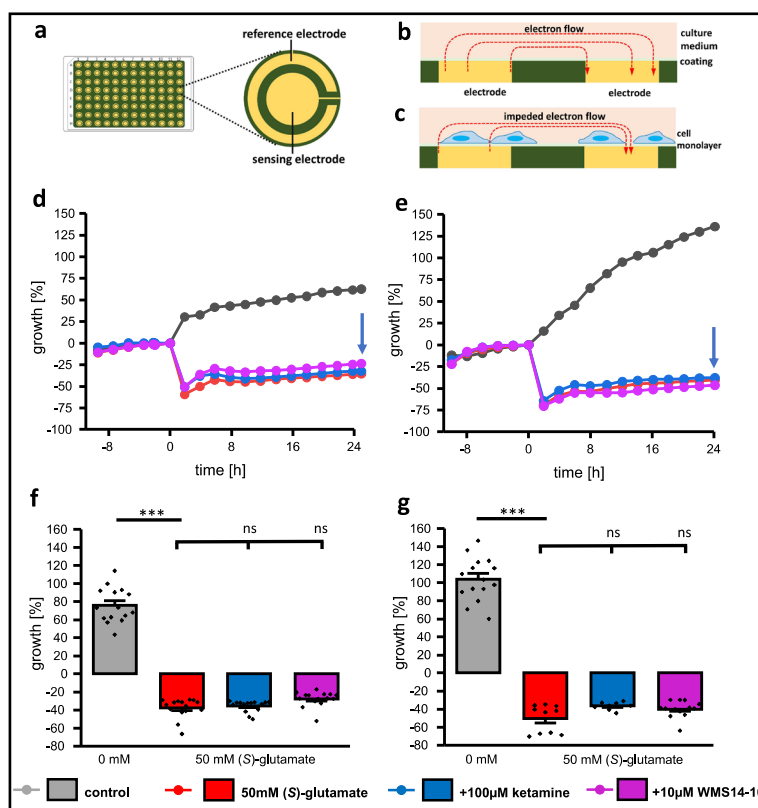 a
reference electrode
sensing electrode
b
electron flow
culture
medium
coating
electrode electrode
c
impeded electron flow
cell
monolayer
d
growth [%]
150
125
100
75
50
25
0
-25
-50
-75
-100
-8 0 8 16 24
time [h]
e
growth [%]
150
125
100
75
50
25
0
-25
-50
-75
-100
-8 0 8 16 24
time [h]
f
growth [%]
160
140
120
100
80
60
40
20
0
-20
-40
-60
-80
*** ns ns
0 mM 50 mM (S)-glutamate
g
growth [%]
160
140
120
100
80
60
40
20
0
-20
-40
-60
-80
*** ns ns
0 mM 50 mM (S)-glutamate
control 50mM (S)-glutamate +100µM ketamine +10µM WMS14-10